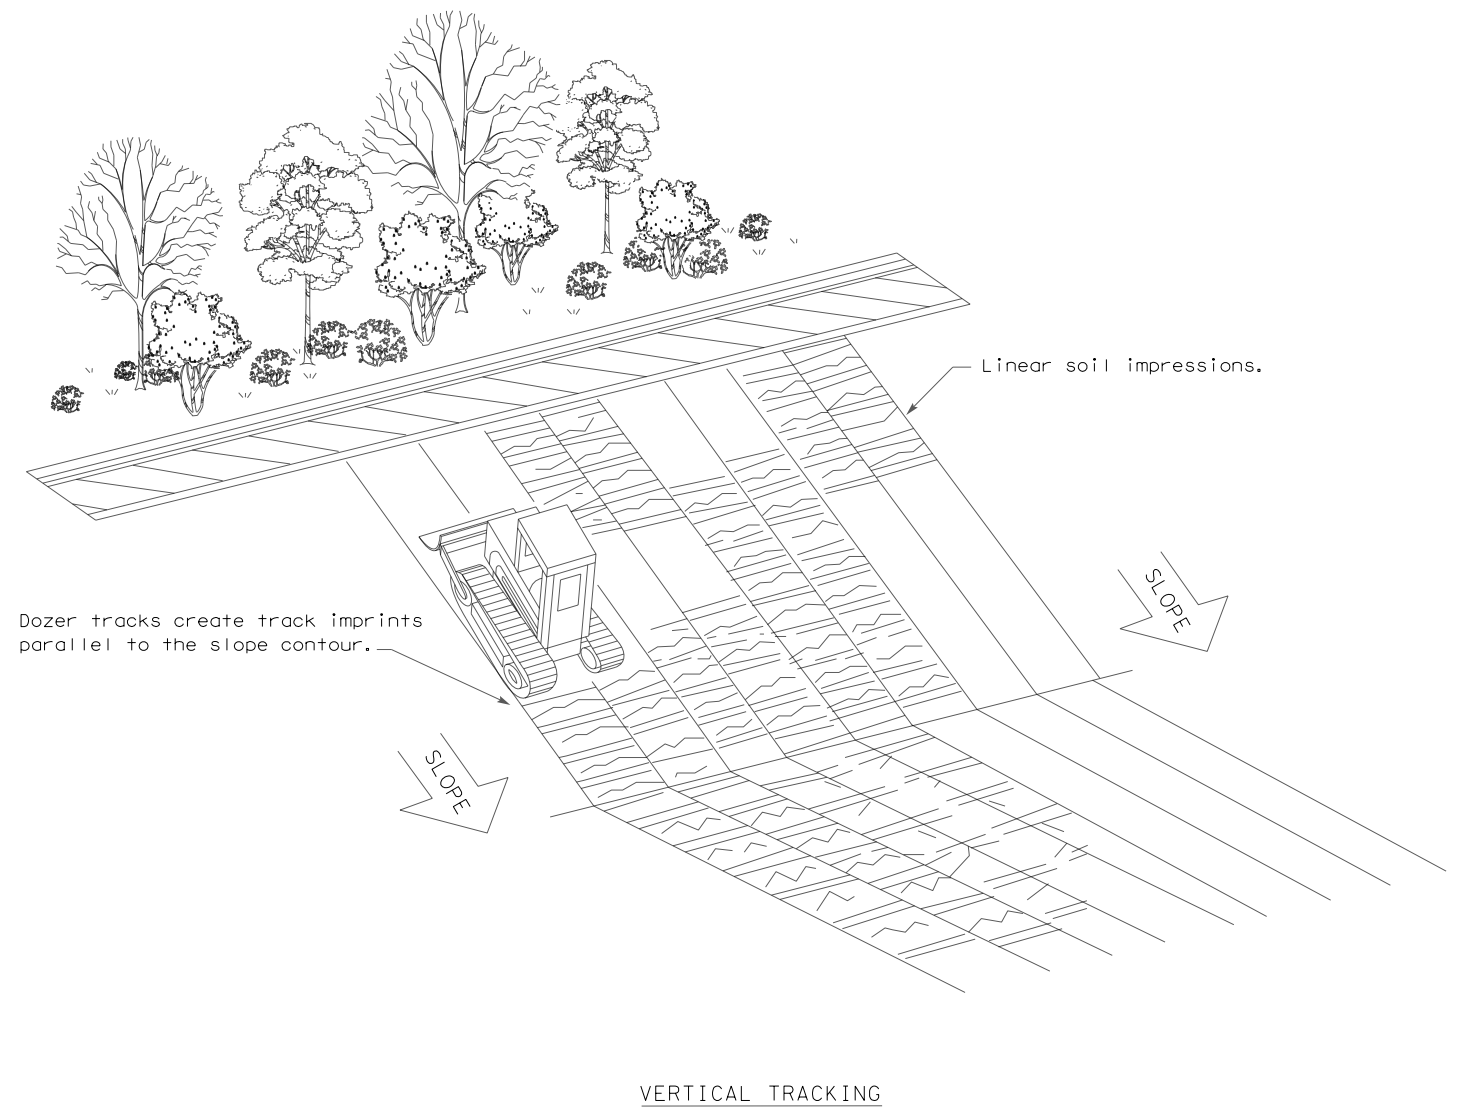 Linear soil impressions.
SLOPE
Dozer tracks create track imprints
parallel to the slope contour.
SLOPE
VERTICAL TRACKING